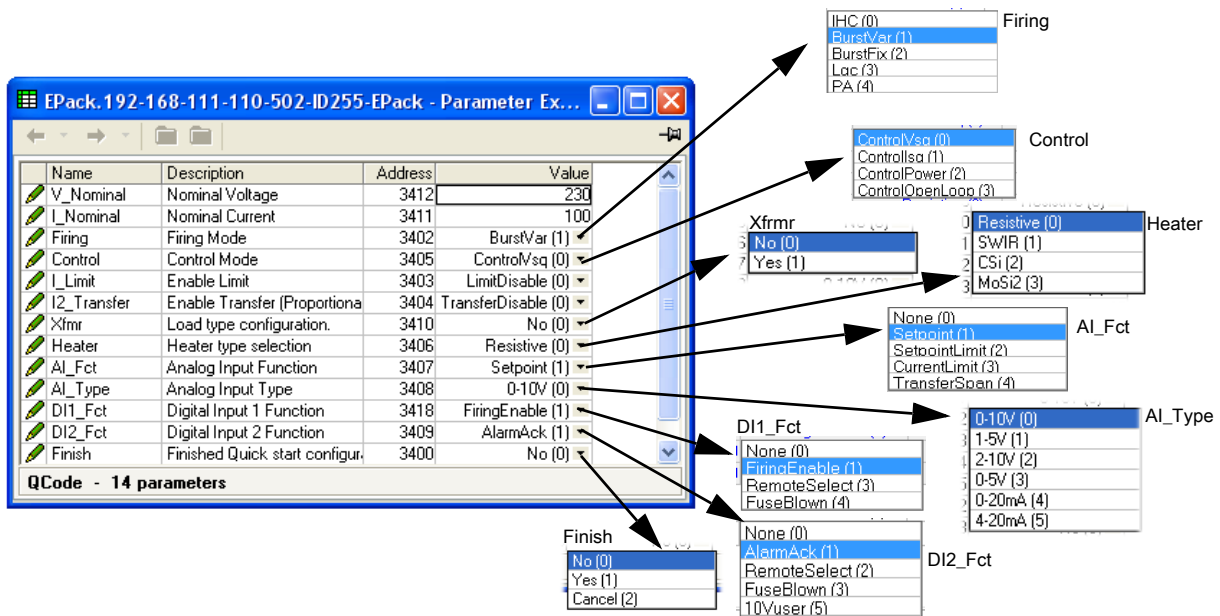 IHC (0)
BurstVar (1)
BurstFix (2)
Lac (3)
PA (4)
Firing
EPack.192-168-111-110-502-ID255-EPack - Parameter Ex...
Name Description Address Value
V_Nominal Nominal Voltage 3412 230
I_Nominal Nominal Current 3411 100
Firing Firing Mode 3402 BurstVar (1)
Control Control Mode 3405 ControlVsq (0)
I_Limit Enable Limit 3403 LimitDisable (0)
I2_Transfer Enable Transfer (Proportiona 3404 TransferDisable (0)
Xfmr Load type configuration. 3410 No (0)
Heater Heater type selection 3406 Resistive (0)
AI_Fct Analog Input Function 3407 Setpoint (1)
AI_Type Analog Input Type 3408 0-10V (0)
DI1_Fct Digital Input 1 Function 3418 FiringEnable (1)
DI2_Fct Digital Input 2 Function 3409 AlarmAck (1)
Finish Finished Quick start configur. 3400 No (0)
QCode - 14 parameters
ControlVsq (0)
ControlIsq (1)
ControlPower (2)
ControlOpenLoop (3)
Control
Xfrmr
No (0)
Yes (1)
Resistive (0)
SWIR (1)
CSi (2)
MoSi2 (3)
Heater
None (0)
Setpoint (1)
SetpointLimit (2)
CurrentLimit (3)
TransferSpan (4)
AI_Fct
0-10V (0)
1-5V (1)
2-10V (2)
0-5V (3)
0-20mA (4)
4-20mA (5)
AI_Type
DI1_Fct
None (0)
FiringEnable (1)
RemoteSelect (3)
FuseBlown (4)
None (0)
AlarmAck (1)
RemoteSelect (2)
FuseBlown (3)
10Vuser (5)
DI2_Fct
Finish
No (0)
Yes (1)
Cancel (2)